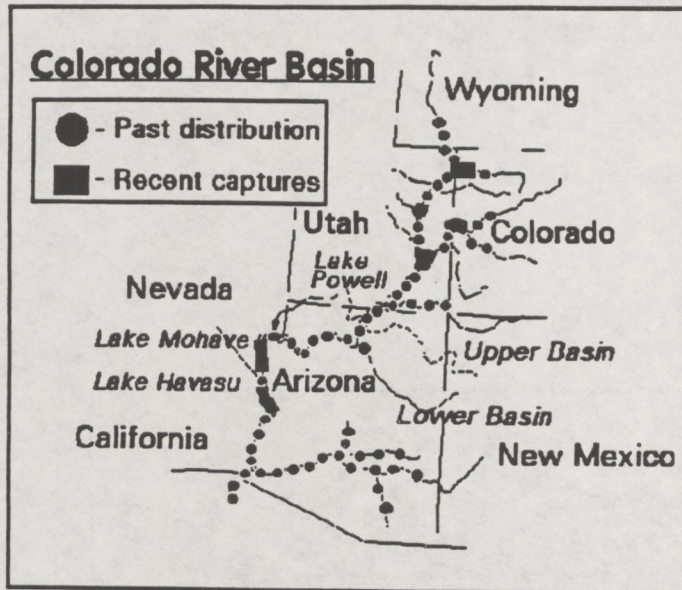 Colorado River Basin
- Past distribution
- Recent captures
Wyoming
Utah
Colorado
Lake
Powell
Nevada
Lake Mohave
Upper Basin
Lake Havasu
Arizona
Lower Basin
California
New Mexico